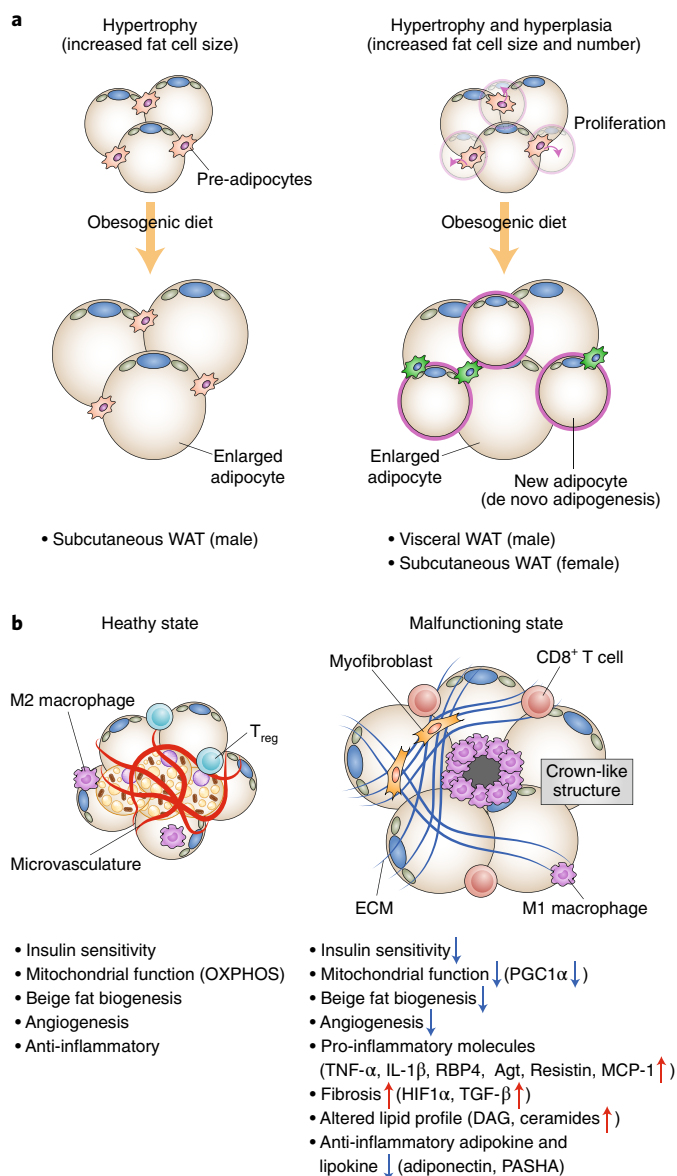 a
Hypertrophy
(increased fat cell size)
Hypertrophy and hyperplasia
(increased fat cell size and number)
Proliferation
Pre-adipocytes
Obesogenic diet
Obesogenic diet
Enlarged
adipocyte
Enlarged
adipocyte
New adipocyte
(de novo adipogenesis)
• Subcutaneous WAT (male)
• Visceral WAT (male)
• Subcutaneous WAT (female)
b
Heathy state
Malfunctioning state
Myofibroblast
CD8⁺ T cell
M2 macrophage
T_reg
Crown-like
structure
Microvasculature
ECM
M1 macrophage
• Insulin sensitivity
• Mitochondrial function (OXPHOS)
• Beige fat biogenesis
• Angiogenesis
• Anti-inflammatory
• Insulin sensitivity↓
• Mitochondrial function↓(PGC1α↓)
• Beige fat biogenesis↓
• Angiogenesis↓
• Pro-inflammatory molecules
(TNF-α, IL-1β, RBP4, Agt, Resistin, MCP-1↑)
• Fibrosis↑(HIF1α, TGF-β↑)
• Altered lipid profile (DAG, ceramides↑)
• Anti-inflammatory adipokine and
lipokine↓(adiponectin, PASHA)